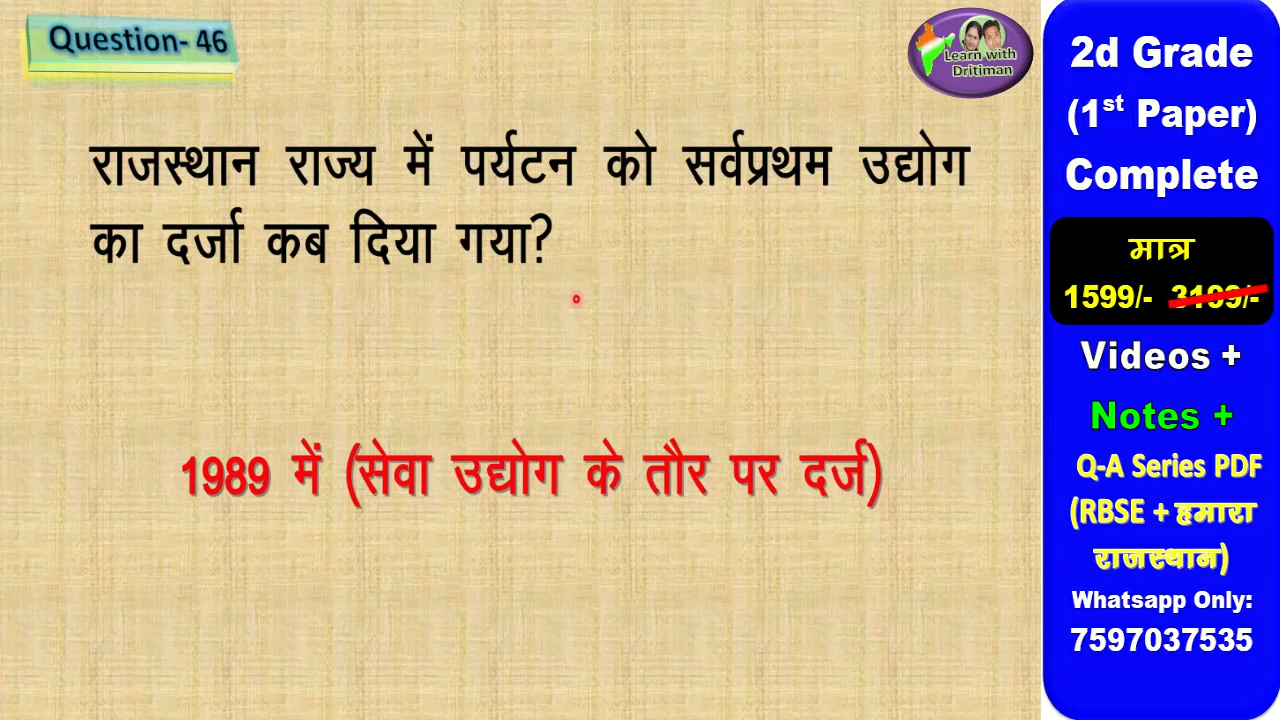 Question- 46
Learn with
Dritiman
राजस्थान राज्य में पर्यटन को सर्वप्रथम उद्योग
का दर्जा कब दिया गया?
1989 में (सेवा उद्योग के तौर पर दर्ज)
2d Grade
(1st Paper)
Complete
मात्र
1599/- 3199/-
Videos +
Notes +
Q-A Series PDF
(RBSE + हमारा
राजस्थान)
Whatsapp Only:
7597037535